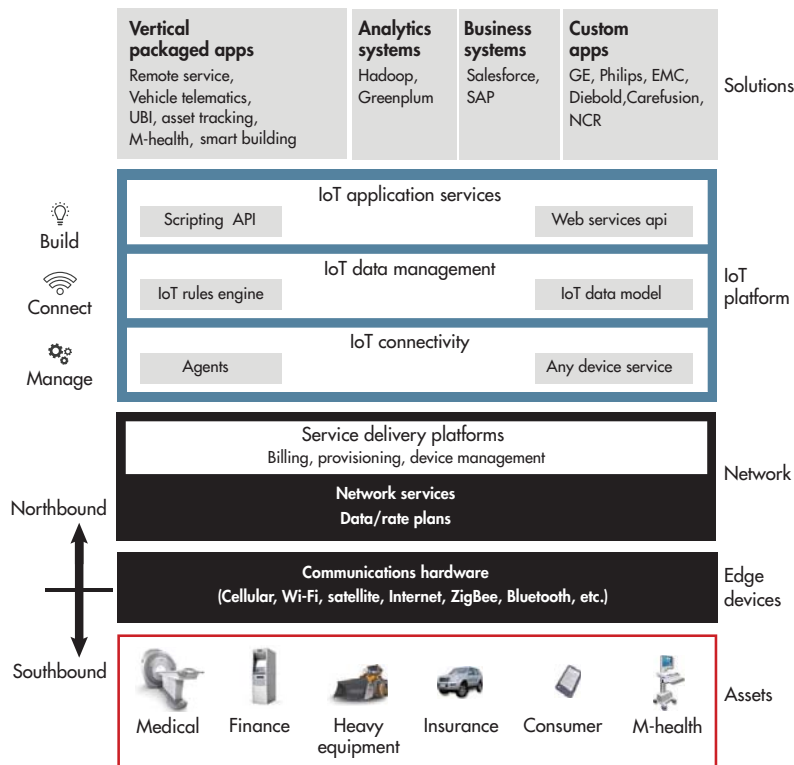 Vertical
packaged apps
Remote service,
Vehicle telematics,
UBI, asset tracking,
M-health, smart building
Analytics
systems
Hadoop,
Greenplum
Business
systems
Salesforce,
SAP
Custom
apps
GE, Philips, EMC,
Diebold,Carefusion,
NCR
Solutions
IoT application services
Scripting API
Web services api
Build
IoT data management
IoT rules engine
IoT data model
Connect
IoT
platform
IoT connectivity
Agents
Any device service
Manage
Service delivery platforms
Billing, provisioning, device management
Network services
Data/rate plans
Network
Northbound
Communications hardware
(Cellular, Wi-Fi, satellite, Internet, ZigBee, Bluetooth, etc.)
Edge
devices
Southbound
Medical
Finance
Heavy
equipment
Insurance
Consumer
M-health
Assets